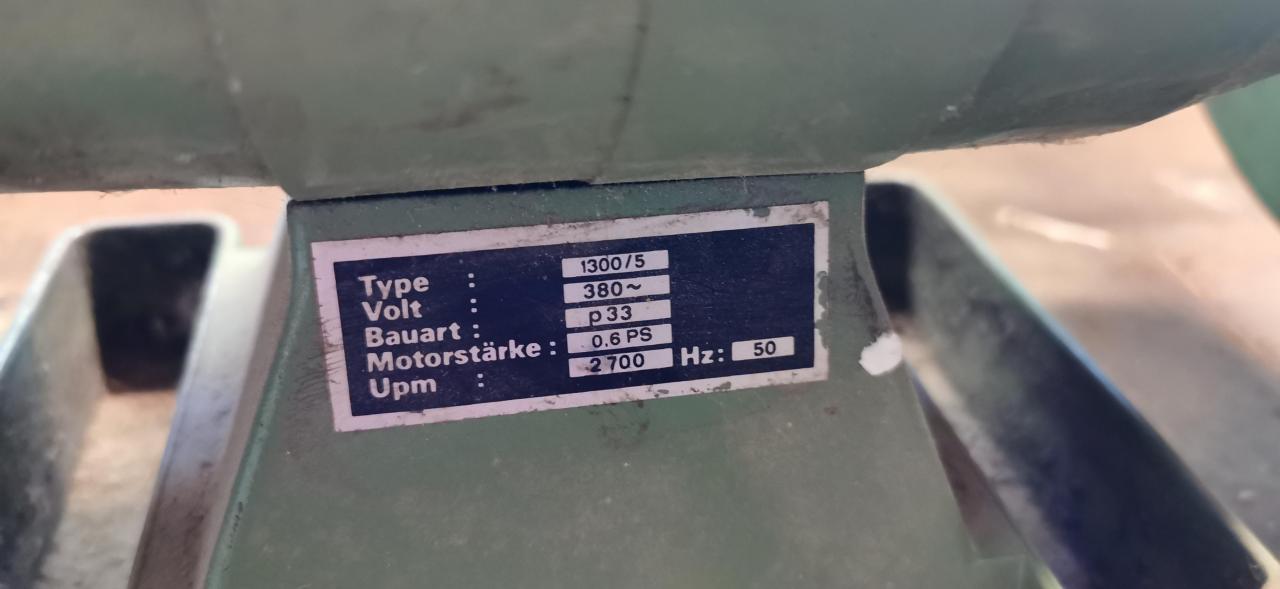 Type : 1300/5
Volt : 380~
Bauart : p33
Motorstärke : 0.6 PS
Upm : 2700 Hz: 50